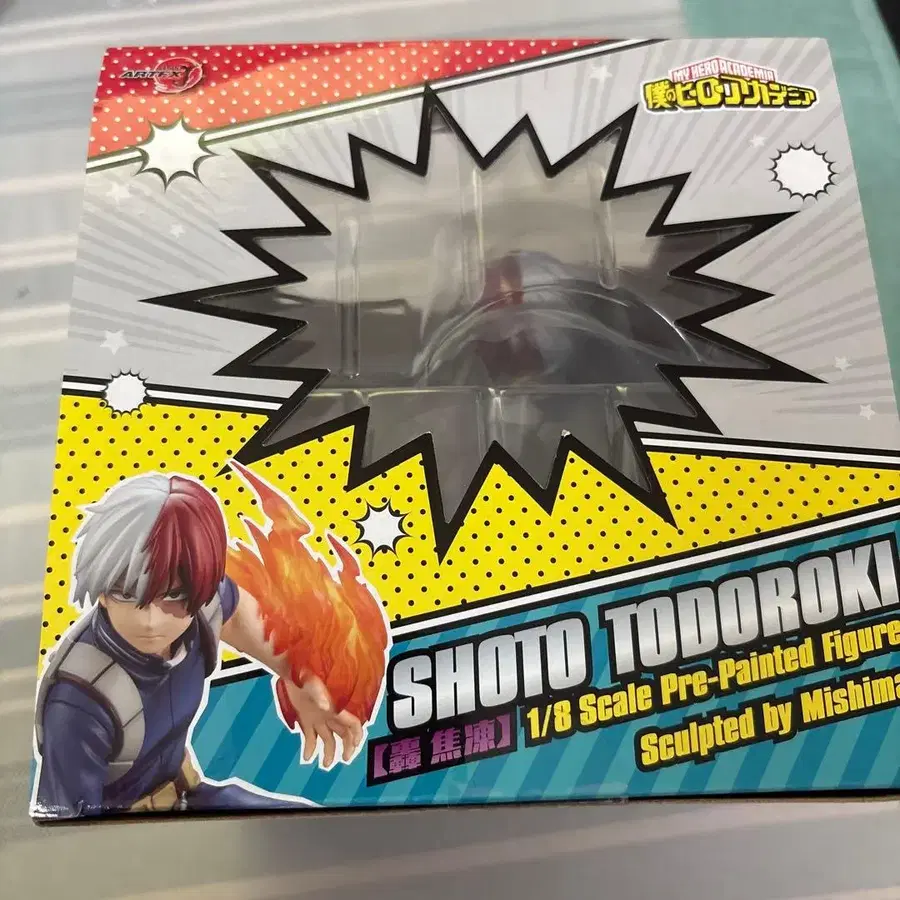 ARTFX J
MY HERO ACADEMIA
僕のヒーローアカデミア
SHOTO TODOROKI
【轟 焦凍】
1/8 Scale Pre-Painted Figure
Sculpted by Mishima